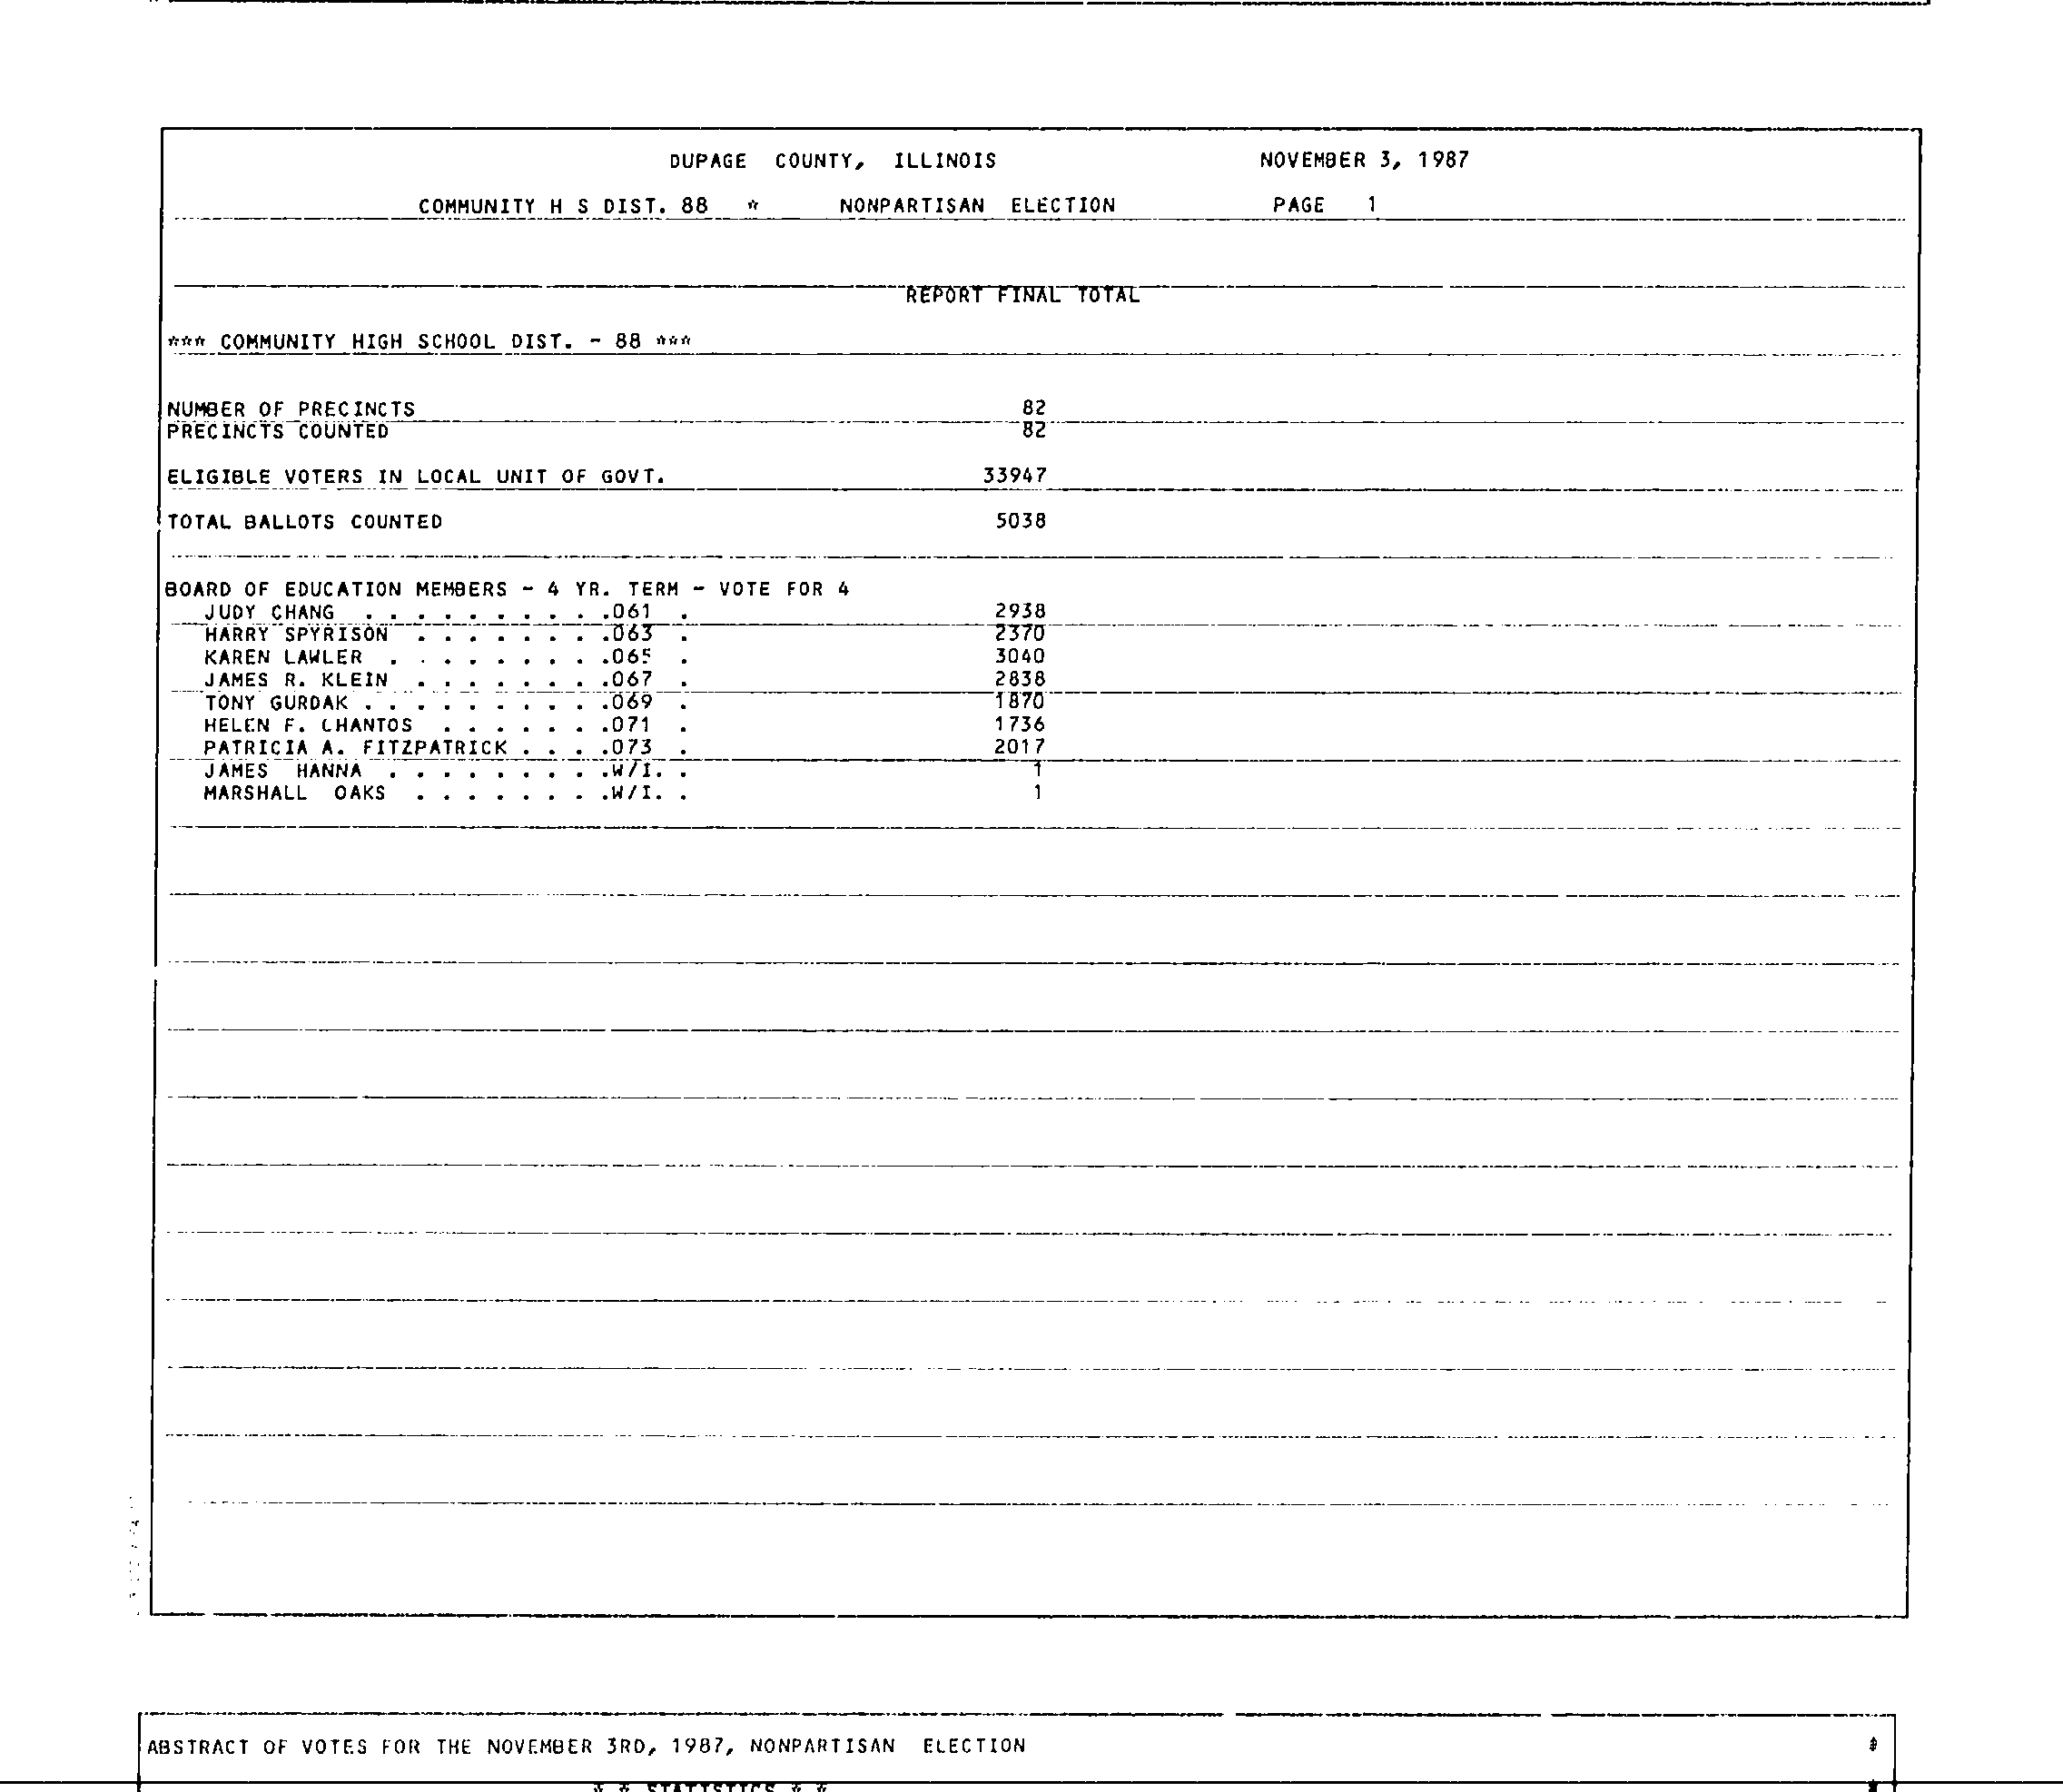 DUPAGE COUNTY, ILLINOIS NOVEMBER 3, 1987
COMMUNITY H S DIST. 88 * NONPARTISAN ELECTION PAGE 1
REPORT FINAL TOTAL
*** COMMUNITY HIGH SCHOOL DIST. - 88 ***
NUMBER OF PRECINCTS 82
PRECINCTS COUNTED 82
ELIGIBLE VOTERS IN LOCAL UNIT OF GOVT. 33947
TOTAL BALLOTS COUNTED 5038
BOARD OF EDUCATION MEMBERS - 4 YR. TERM - VOTE FOR 4
JUDY CHANG . . . . . . . . . .061 . 2938
HARRY SPYRISON . . . . . . . .063 . 2370
KAREN LAWLER . . . . . . . . .065 . 3040
JAMES R. KLEIN . . . . . . . .067 . 2838
TONY GURDAK . . . . . . . . . .069 . 1870
HELEN F. CHANTOS . . . . . . .071 . 1736
PATRICIA A. FITZPATRICK . . . .073 . 2017
JAMES HANNA . . . . . . . . .W/I. . 1
MARSHALL OAKS . . . . . . . .W/I. . 1
ABSTRACT OF VOTES FOR THE NOVEMBER 3RD, 1987, NONPARTISAN ELECTION
* * STATISTICS * *